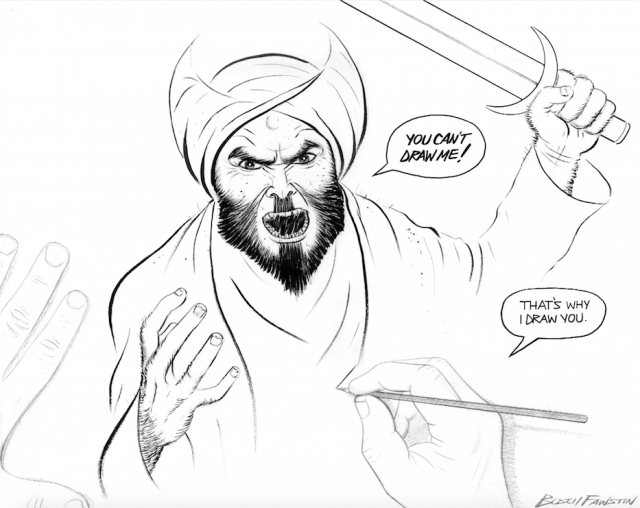 YOU CAN'T
DRAW ME!
THAT'S WHY
I DRAW YOU.
BOSCH FAWSTIN